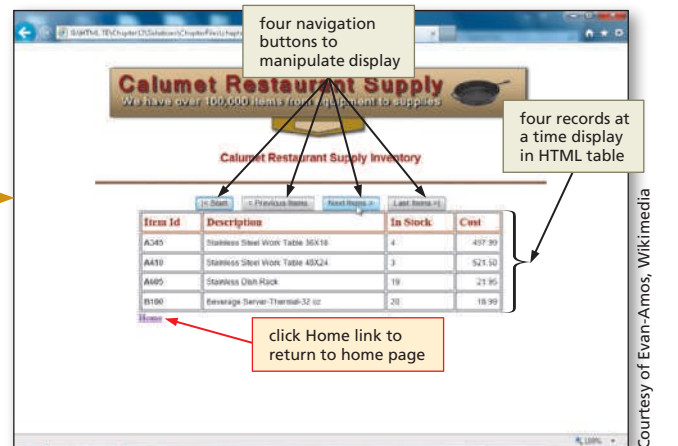 four navigation
buttons to
manipulate display
Calumet Restaurant Supply
We have over 100,000 items from equipment to supplies
four records at
a time display
in HTML table
Calumet Restaurant Supply Inventory
|< Start < Previous Items Next Items > Last Items >|
Item Id Description In Stock Cost
A345 Stainless Steel Work Table 36X18 4 497.99
A410 Stainless Steel Work Table 48X24 3 521.50
A605 Stainless Dish Rack 19 21.95
B100 Beverage Server-Thermal-32 oz 20 18.99
Home
click Home link to
return to home page
Courtesy of Evan-Amos, Wikimedia
100%